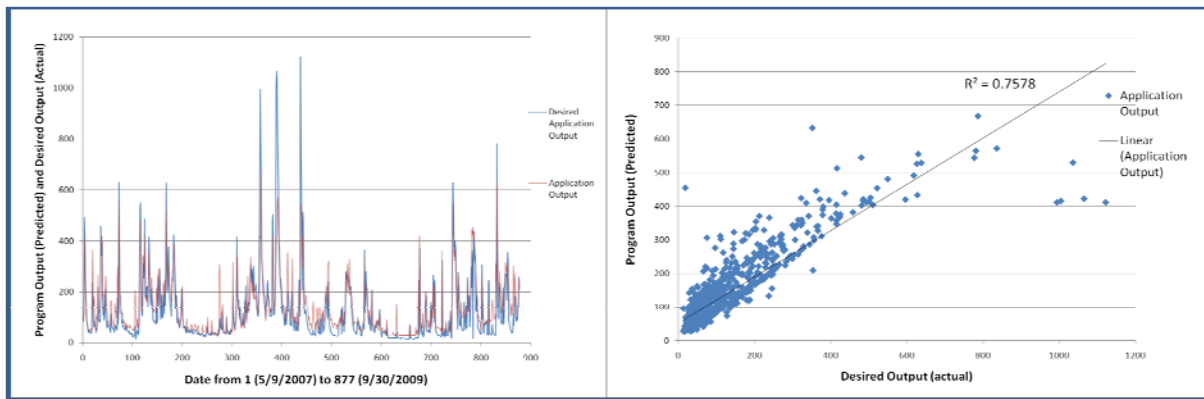 1200
1000
800
600
400
200
0
0 100 200 300 400 500 600 700 800 900
Program Output (Predicted) and Desired Output (Actual)
Date from 1 (5/9/2007) to 877 (9/30/2009)
Desired
Application
Output
Application
Output
900
800
700
600
500
400
300
200
100
0
0 200 400 600 800 1000 1200
Program Output (Predicted)
Desired Output (actual)
R² = 0.7578
Application
Output
Linear
(Application
Output)